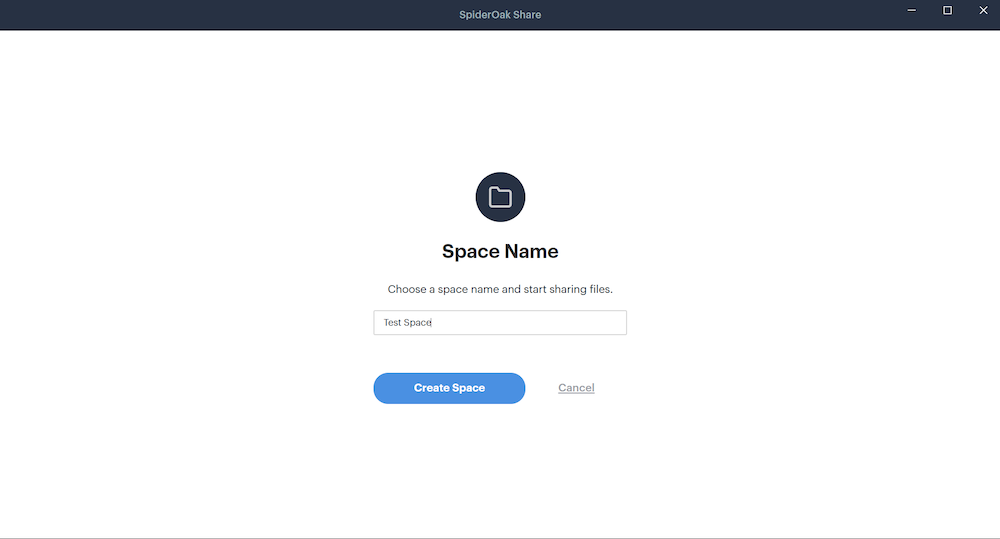 SpiderOak Share
Space Name
Choose a space name and start sharing files.
Test Space
Create Space
Cancel